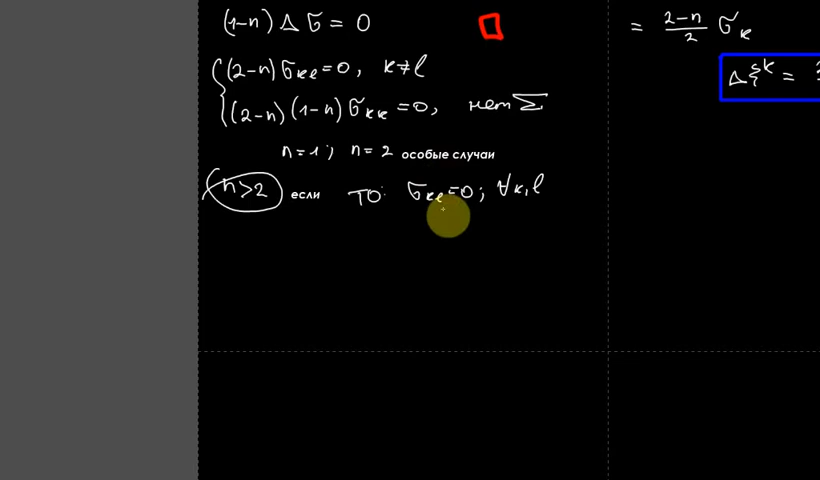 (1-n) Δ σ = 0
= (2-n)/2 σ_k
{ (2-n) σ_kl = 0, k ≠ l
Δξ^k =
(2-n)(1-n) σ_kk = 0, нет Σ
n=1; n=2 особые случаи
n>2 если то: σ_kl = 0; ∀k,l